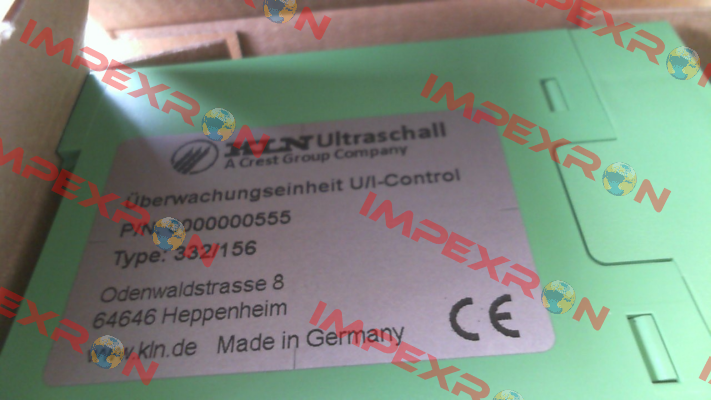 KLN Ultraschall
A Crest Group Company
Überwachungseinheit U/I-Control
P/N 000000555
Type: 332/156
Odenwaldstrasse 8
64646 Heppenheim
www.kln.de Made in Germany
CE
IMPEXRON
IMPEXRON
IMPEXRON
IMPEXRON
IMPEXRON
IMPEXRON